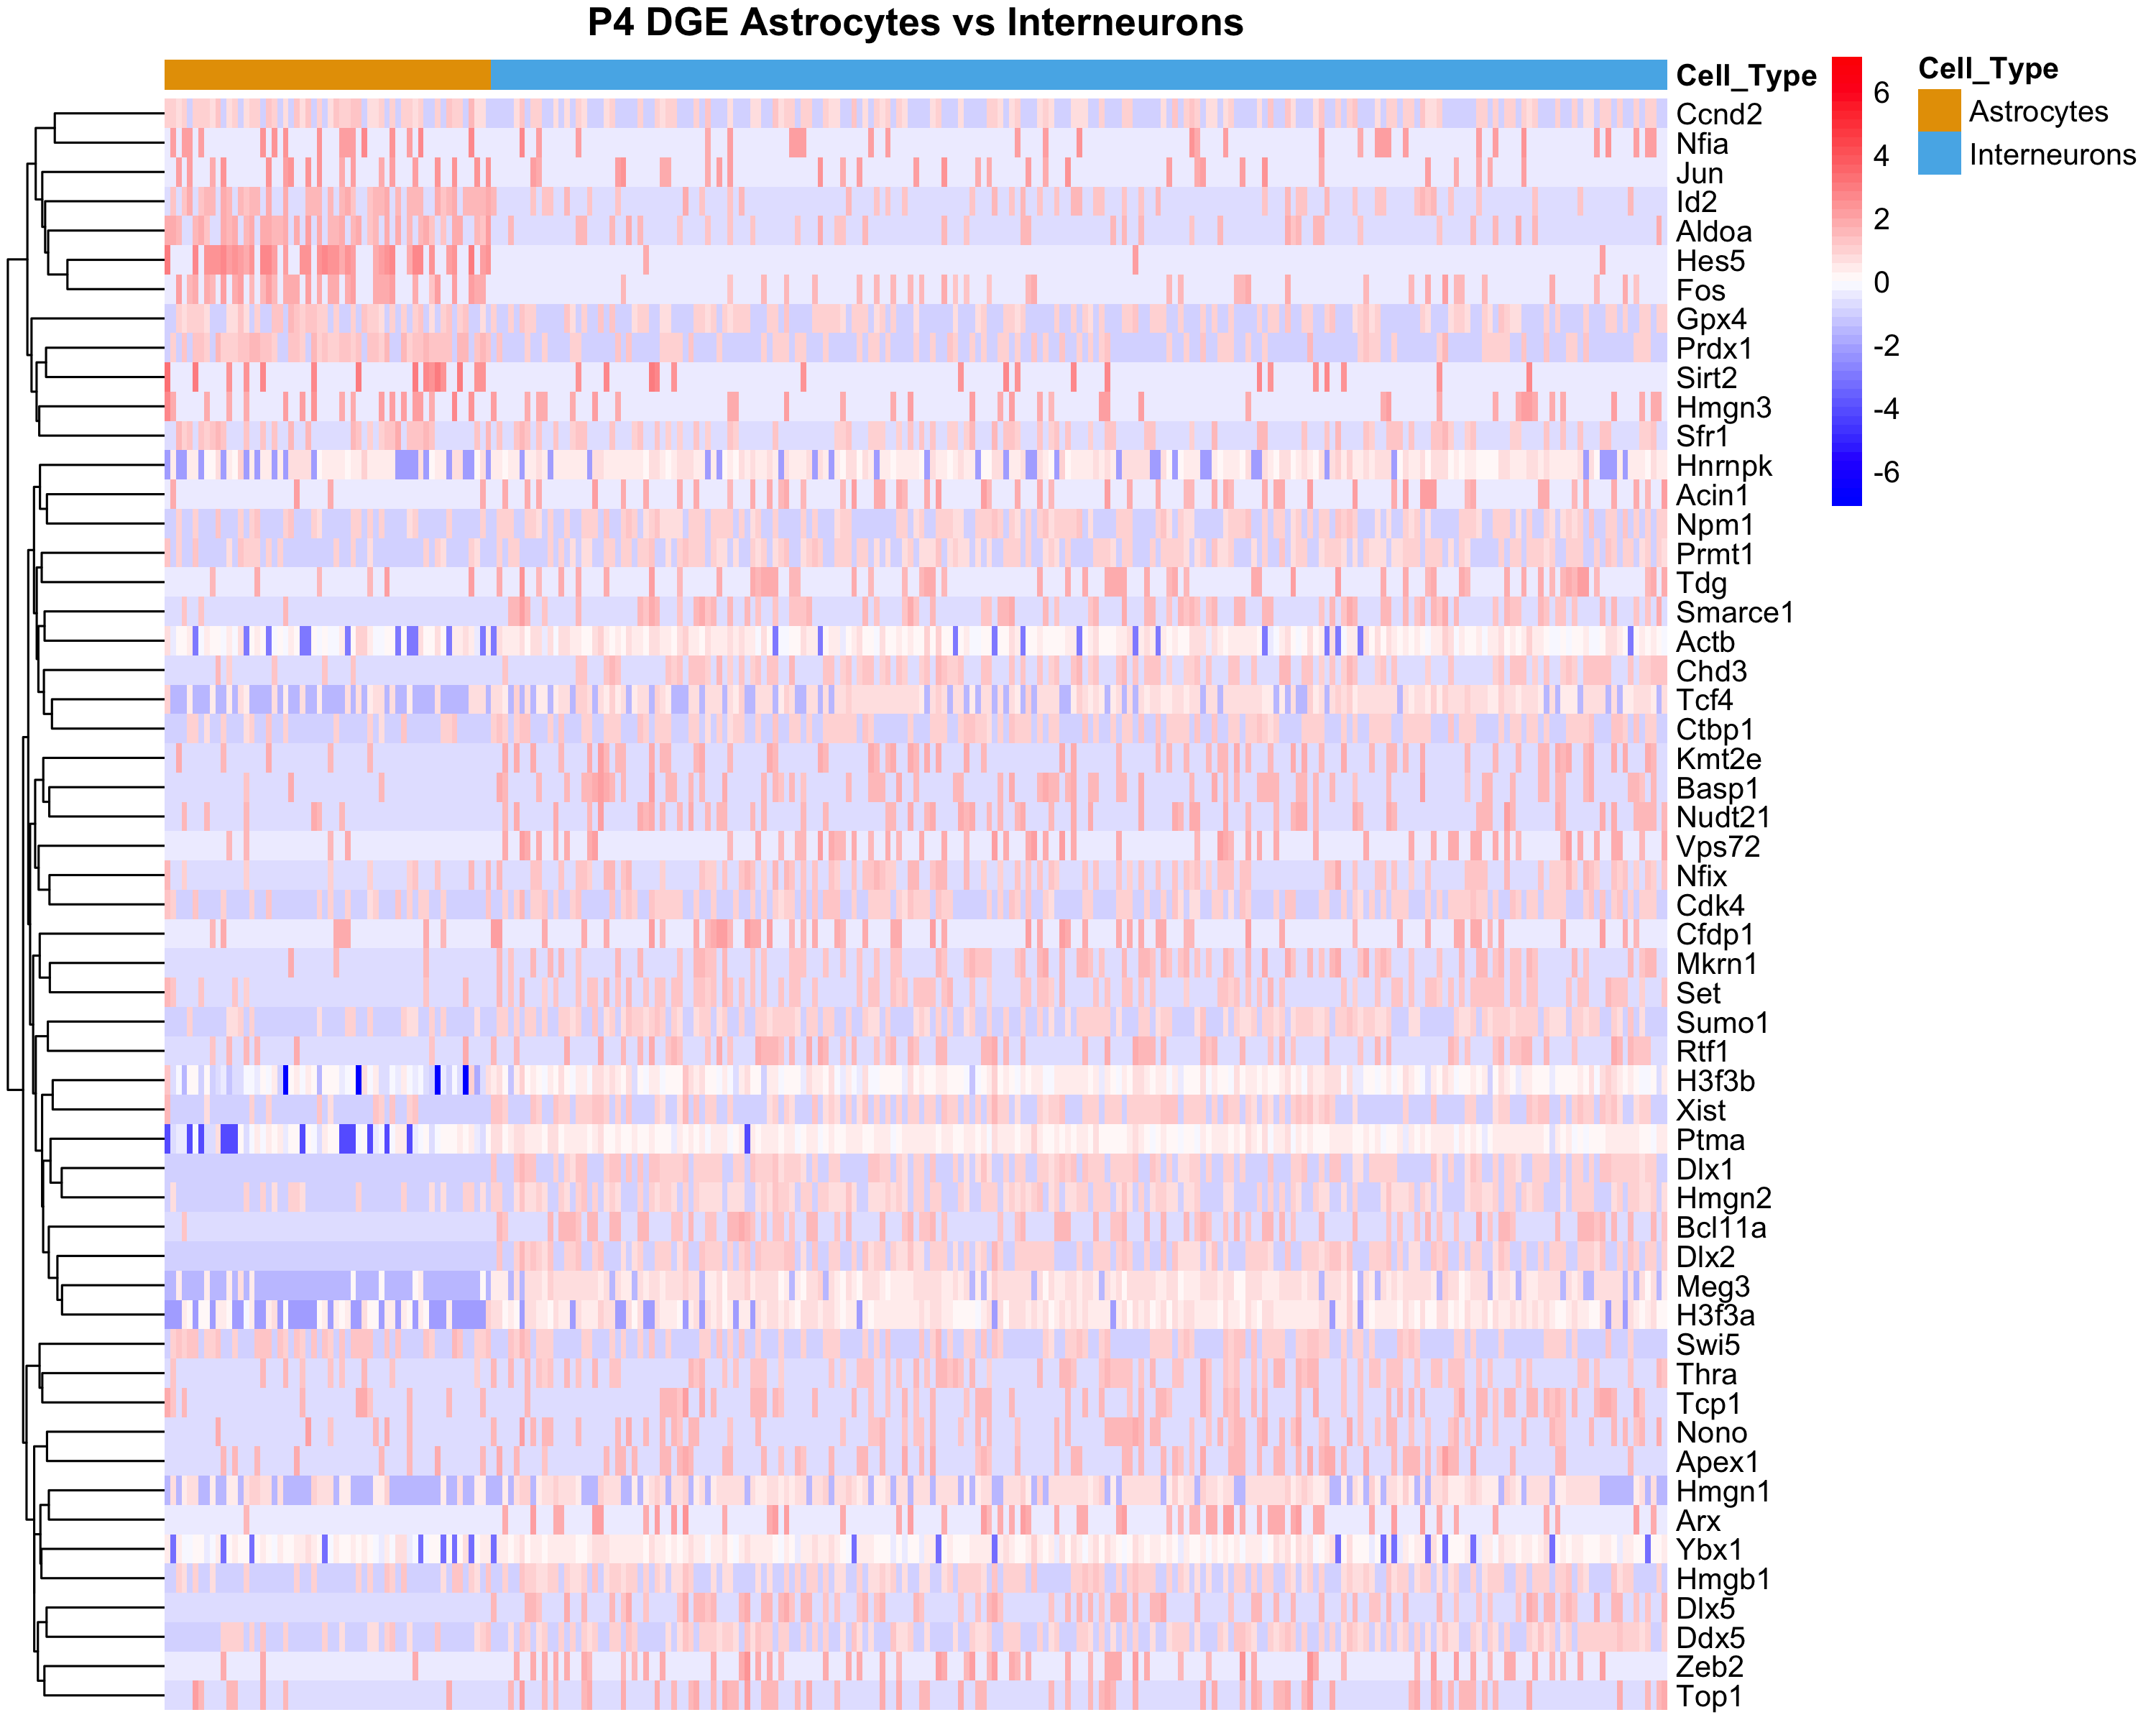 P4 DGE Astrocytes vs Interneurons
Cell_Type
Ccnd2
Nfia
Jun
Id2
Aldoa
Hes5
Fos
Gpx4
Prdx1
Sirt2
Hmgn3
Sfr1
Hnrnpk
Acin1
Npm1
Prmt1
Tdg
Smarce1
Actb
Chd3
Tcf4
Ctbp1
Kmt2e
Basp1
Nudt21
Vps72
Nfix
Cdk4
Cfdp1
Mkrn1
Set
Sumo1
Rtf1
H3f3b
Xist
Ptma
Dlx1
Hmgn2
Bcl11a
Dlx2
Meg3
H3f3a
Swi5
Thra
Tcp1
Nono
Apex1
Hmgn1
Arx
Ybx1
Hmgb1
Dlx5
Ddx5
Zeb2
Top1
6
4
2
0
-2
-4
-6
Cell_Type
Astrocytes
Interneurons